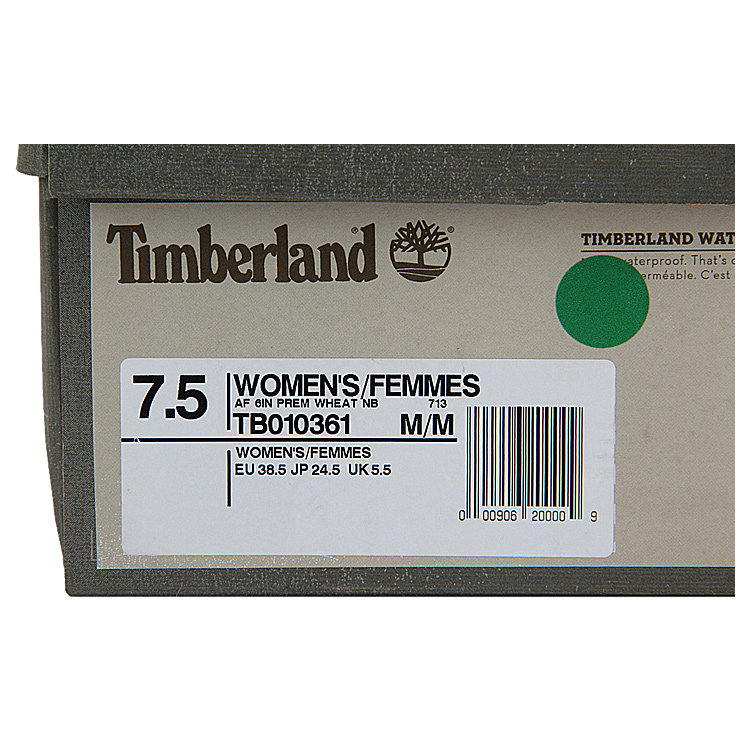 Timberland®
®
TIMBERLAND WAT
aterproof. That's
erméable. C'est
7.5
WOMEN'S/FEMMES
AF 6IN PREM WHEAT NB 713
TB010361 M/M
WOMEN'S/FEMMES
EU 38.5 JP 24.5 UK 5.5
0 00906 20000 9